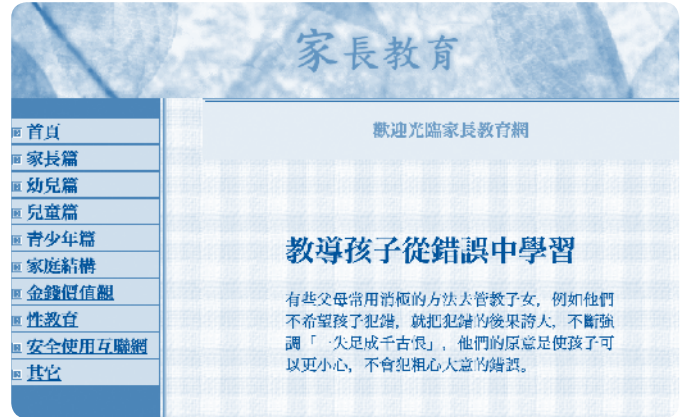 家長教育
歡迎光臨家長教育網
首頁
家長篇
幼兒篇
兒童篇
青少年篇
家庭結構
金錢價值觀
性教育
安全使用互聯網
其它
教導孩子從錯誤中學習
有些父母常用消極的方法去管教子女，例如他們
不希望孩子犯錯，就把犯錯的後果誇大，不斷強
調「一失足成千古恨」，他們的原意是使孩子可
以更小心，不會犯粗心大意的錯誤。